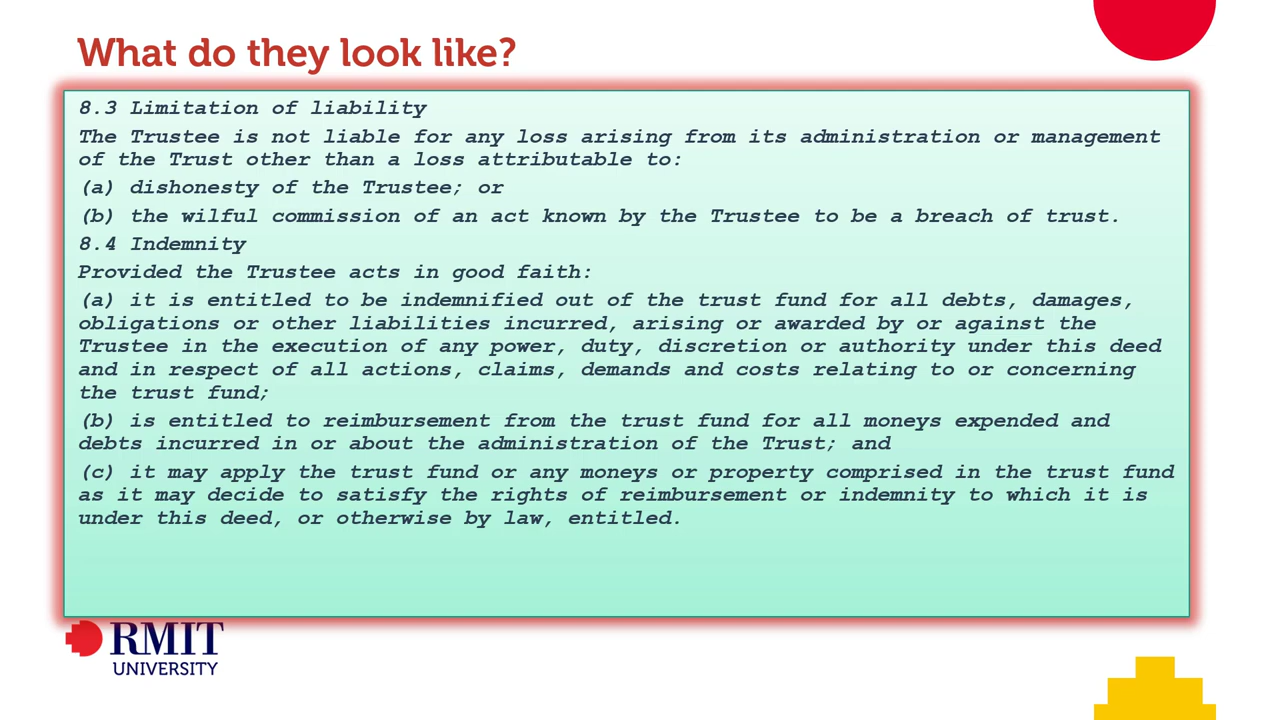 What do they look like?
8.3 Limitation of liability
The Trustee is not liable for any loss arising from its administration or management
of the Trust other than a loss attributable to:
(a) dishonesty of the Trustee; or
(b) the wilful commission of an act known by the Trustee to be a breach of trust.
8.4 Indemnity
Provided the Trustee acts in good faith:
(a) it is entitled to be indemnified out of the trust fund for all debts, damages,
obligations or other liabilities incurred, arising or awarded by or against the
Trustee in the execution of any power, duty, discretion or authority under this deed
and in respect of all actions, claims, demands and costs relating to or concerning
the trust fund;
(b) is entitled to reimbursement from the trust fund for all moneys expended and
debts incurred in or about the administration of the Trust; and
(c) it may apply the trust fund or any moneys or property comprised in the trust fund
as it may decide to satisfy the rights of reimbursement or indemnity to which it is
under this deed, or otherwise by law, entitled.
RMIT
UNIVERSITY